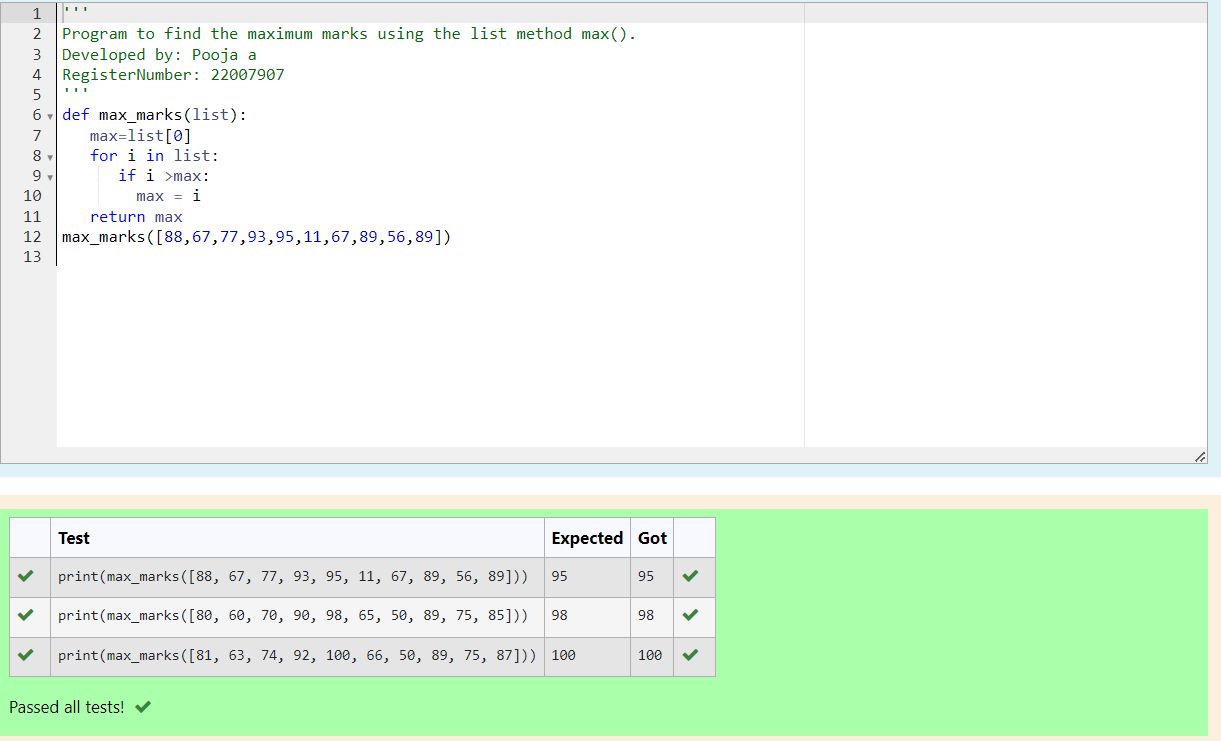 1 '''
2 Program to find the maximum marks using the list method max().
3 Developed by: Pooja a
4 RegisterNumber: 22007907
5 '''
6 def max_marks(list):
7    max=list[0]
8    for i in list:
9       if i >max:
10         max = i
11    return max
12 max_marks([88,67,77,93,95,11,67,89,56,89])
13
Test Expected Got
print(max_marks([88, 67, 77, 93, 95, 11, 67, 89, 56, 89])) 95 95
print(max_marks([80, 60, 70, 90, 98, 65, 50, 89, 75, 85])) 98 98
print(max_marks([81, 63, 74, 92, 100, 66, 50, 89, 75, 87])) 100 100
Passed all tests!